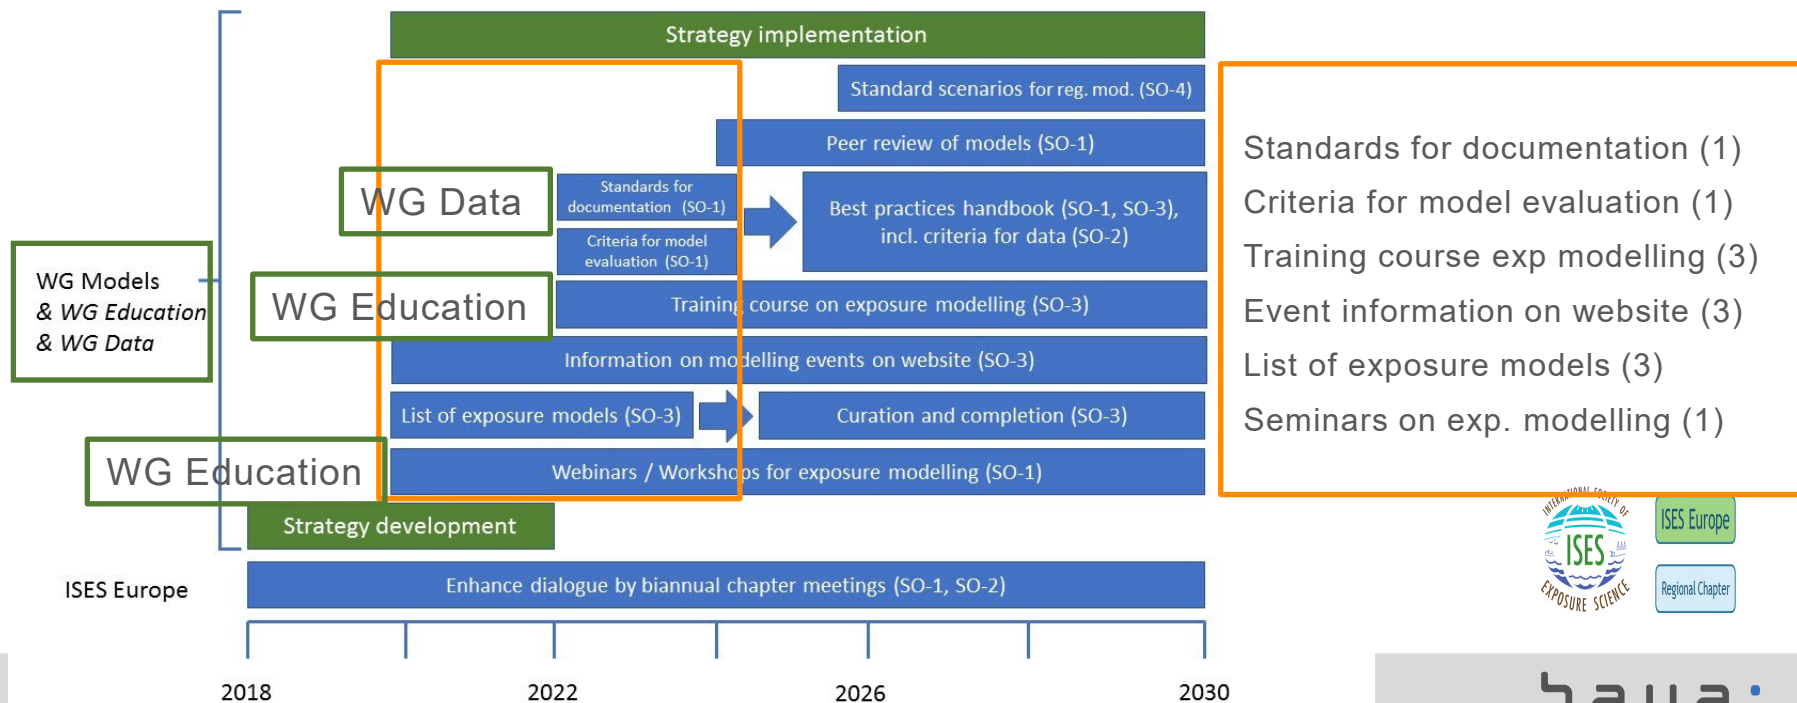 Strategy implementation
Standard scenarios for reg. mod. (SO-4)
Peer review of models (SO-1)
WG Data
Standards for
documentation (SO-1)
Criteria for model
evaluation (SO-1)
Best practices handbook (SO-1, SO-3),
incl. criteria for data (SO-2)
WG Models
& WG Education
& WG Data
WG Education
Training course on exposure modelling (SO-3)
Information on modelling events on website (SO-3)
List of exposure models (SO-3)
Curation and completion (SO-3)
WG Education
Webinars / Workshops for exposure modelling (SO-1)
Strategy development
ISES Europe
Enhance dialogue by biannual chapter meetings (SO-1, SO-2)
2018
2022
2026
2030
Standards for documentation (1)
Criteria for model evaluation (1)
Training course exp modelling (3)
Event information on website (3)
List of exposure models (3)
Seminars on exp. modelling (1)
INTERNATIONAL SOCIETY OF
ISES
EXPOSURE SCIENCE
ISES Europe
Regional Chapter